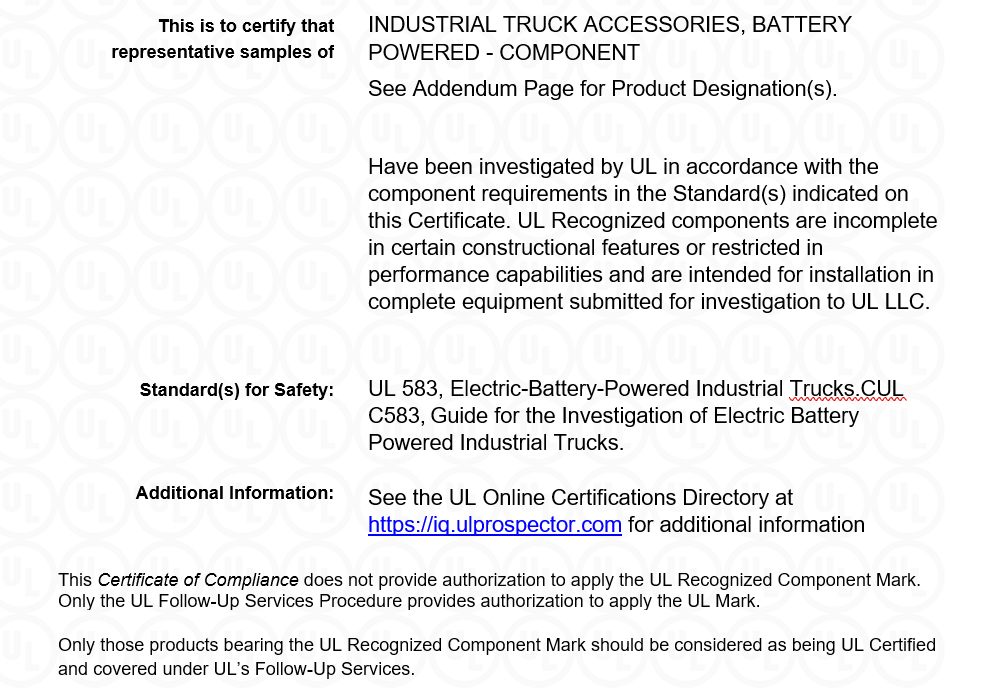 This is to certify that
representative samples of
INDUSTRIAL TRUCK ACCESSORIES, BATTERY
POWERED - COMPONENT
See Addendum Page for Product Designation(s).
Have been investigated by UL in accordance with the
component requirements in the Standard(s) indicated on
this Certificate. UL Recognized components are incomplete
in certain constructional features or restricted in
performance capabilities and are intended for installation in
complete equipment submitted for investigation to UL LLC.
Standard(s) for Safety:
UL 583, Electric-Battery-Powered Industrial Trucks.CUL
C583, Guide for the Investigation of Electric Battery
Powered Industrial Trucks.
Additional Information:
See the UL Online Certifications Directory at
https://iq.ulprospector.com for additional information
This Certificate of Compliance does not provide authorization to apply the UL Recognized Component Mark.
Only the UL Follow-Up Services Procedure provides authorization to apply the UL Mark.
Only those products bearing the UL Recognized Component Mark should be considered as being UL Certified
and covered under UL's Follow-Up Services.